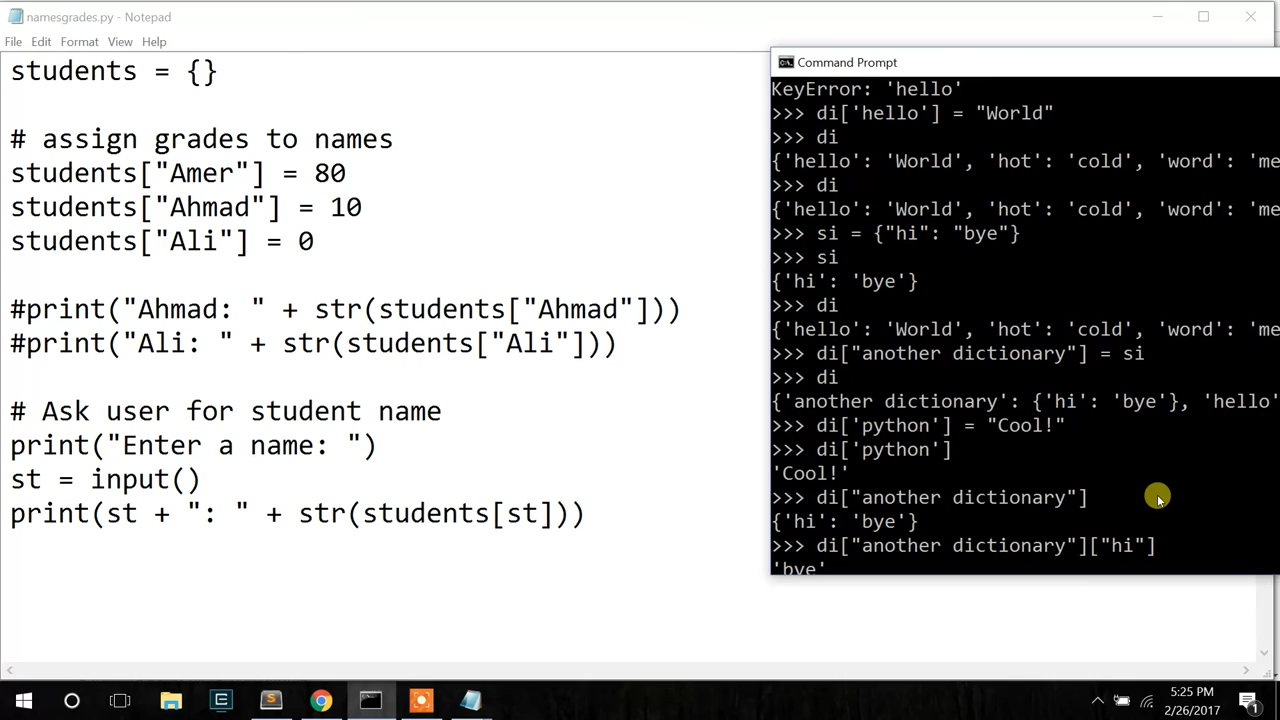 namesgrades.py - Notepad
File Edit Format View Help
students = {}
# assign grades to names
students["Amer"] = 80
students["Ahmad"] = 10
students["Ali"] = 0
#print("Ahmad: " + str(students["Ahmad"]))
#print("Ali: " + str(students["Ali"]))
# Ask user for student name
print("Enter a name: ")
st = input()
print(st + ": " + str(students[st]))
Command Prompt
KeyError: 'hello'
>>> di['hello'] = "World"
>>> di
{'hello': 'World', 'hot': 'cold', 'word': 'me
>>> di
{'hello': 'World', 'hot': 'cold', 'word': 'me
>>> si = {"hi": "bye"}
>>> si
{'hi': 'bye'}
>>> di
{'hello': 'World', 'hot': 'cold', 'word': 'me
>>> di["another dictionary"] = si
>>> di
{'another dictionary': {'hi': 'bye'}, 'hello'
>>> di['python'] = "Cool!"
>>> di['python']
'Cool!'
>>> di["another dictionary"]
{'hi': 'bye'}
>>> di["another dictionary"]["hi"]
'bye'
5:25 PM
2/26/2017
1